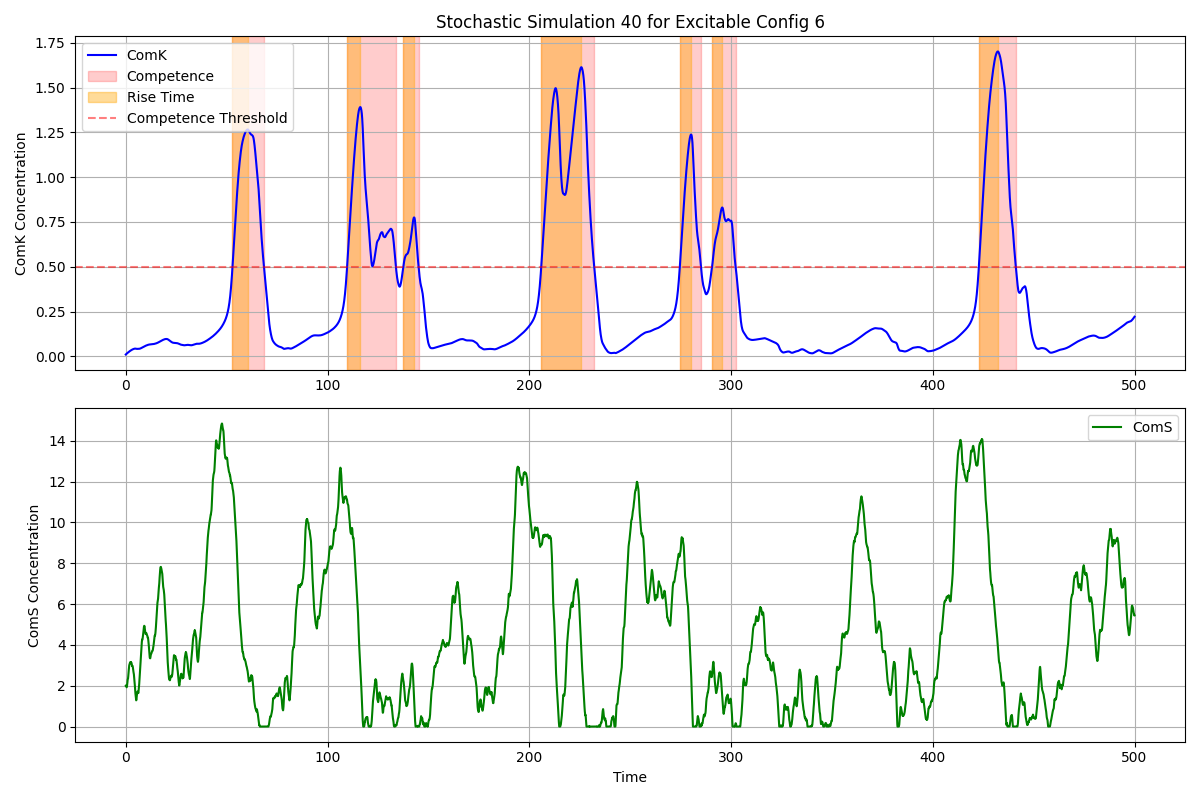 Stochastic Simulation 40 for Excitable Config 6
ComK Concentration
1.75
1.50
1.25
1.00
0.75
0.50
0.25
0.00
ComK
Competence
Rise Time
Competence Threshold
0 100 200 300 400 500
ComS Concentration
14
12
10
8
6
4
2
0
ComS
0 100 200 300 400 500
Time